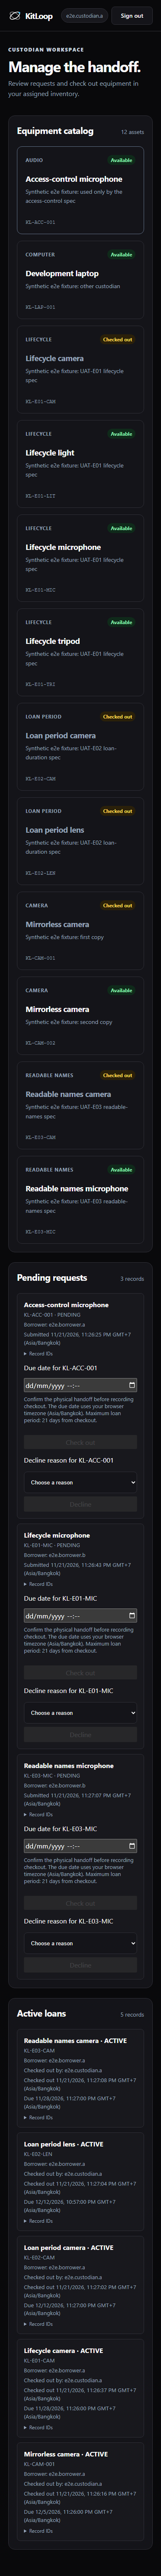 KitLoop
e2e.custodian.a
Sign out
CUSTODIAN WORKSPACE
Manage the handoff.
Review requests and check out equipment in
your assigned inventory.
Equipment catalog
12 assets
AUDIO
Available
Access-control microphone
Synthetic e2e fixture: used only by the
access-control spec
KL-ACC-001
COMPUTER
Available
Development laptop
Synthetic e2e fixture: other custodian
KL-LAP-001
LIFECYCLE
Checked out
Lifecycle camera
Synthetic e2e fixture: UAT-E01 lifecycle
spec
KL-E01-CAM
LIFECYCLE
Available
Lifecycle light
Synthetic e2e fixture: UAT-E01 lifecycle
spec
KL-E01-LIT
LIFECYCLE
Available
Lifecycle microphone
Synthetic e2e fixture: UAT-E01 lifecycle
spec
KL-E01-MIC
LIFECYCLE
Available
Lifecycle tripod
Synthetic e2e fixture: UAT-E01 lifecycle
spec
KL-E01-TRI
LOAN PERIOD
Checked out
Loan period camera
Synthetic e2e fixture: UAT-E02 loan-
duration spec
KL-E02-CAM
LOAN PERIOD
Checked out
Loan period lens
Synthetic e2e fixture: UAT-E02 loan-
duration spec
KL-E02-LEN
CAMERA
Checked out
Mirrorless camera
Synthetic e2e fixture: first copy
KL-CAM-001
CAMERA
Available
Mirrorless camera
Synthetic e2e fixture: second copy
KL-CAM-002
READABLE NAMES
Checked out
Readable names camera
Synthetic e2e fixture: UAT-E03 readable-
names spec
KL-E03-CAM
READABLE NAMES
Available
Readable names microphone
Synthetic e2e fixture: UAT-E03 readable-
names spec
KL-E03-MIC
Pending requests
3 records
Access-control microphone
KL-ACC-001 · PENDING
Borrower: e2e.borrower.a
Submitted 11/21/2026, 11:26:25 PM GMT+7
(Asia/Bangkok)
Record IDs
Due date for KL-ACC-001
dd/mm/yyyy --:--
Confirm the physical handoff before recording
checkout. The due date uses your browser
timezone (Asia/Bangkok). Maximum loan
period: 21 days from checkout.
Check out
Decline reason for KL-ACC-001
Choose a reason
Decline
Lifecycle microphone
KL-E01-MIC · PENDING
Borrower: e2e.borrower.b
Submitted 11/21/2026, 11:26:43 PM GMT+7
(Asia/Bangkok)
Record IDs
Due date for KL-E01-MIC
dd/mm/yyyy --:--
Confirm the physical handoff before recording
checkout. The due date uses your browser
timezone (Asia/Bangkok). Maximum loan
period: 21 days from checkout.
Check out
Decline reason for KL-E01-MIC
Choose a reason
Decline
Readable names microphone
KL-E03-MIC · PENDING
Borrower: e2e.borrower.b
Submitted 11/21/2026, 11:27:07 PM GMT+7
(Asia/Bangkok)
Record IDs
Due date for KL-E03-MIC
dd/mm/yyyy --:--
Confirm the physical handoff before recording
checkout. The due date uses your browser
timezone (Asia/Bangkok). Maximum loan
period: 21 days from checkout.
Check out
Decline reason for KL-E03-MIC
Choose a reason
Decline
Active loans
5 records
Readable names camera · ACTIVE
KL-E03-CAM
Borrower: e2e.borrower.a
Checked out by: e2e.custodian.a
Checked out 11/21/2026, 11:27:08 PM GMT+7
(Asia/Bangkok)
Due 11/28/2026, 11:27:00 PM GMT+7
(Asia/Bangkok)
Record IDs
Loan period lens · ACTIVE
KL-E02-LEN
Borrower: e2e.borrower.a
Checked out by: e2e.custodian.a
Checked out 11/21/2026, 11:27:04 PM GMT+7
(Asia/Bangkok)
Due 12/12/2026, 10:57:00 PM GMT+7
(Asia/Bangkok)
Record IDs
Loan period camera · ACTIVE
KL-E02-CAM
Borrower: e2e.borrower.a
Checked out by: e2e.custodian.a
Checked out 11/21/2026, 11:27:02 PM GMT+7
(Asia/Bangkok)
Due 12/12/2026, 11:27:00 PM GMT+7
(Asia/Bangkok)
Record IDs
Lifecycle camera · ACTIVE
KL-E01-CAM
Borrower: e2e.borrower.a
Checked out by: e2e.custodian.a
Checked out 11/21/2026, 11:26:37 PM GMT+7
(Asia/Bangkok)
Due 11/28/2026, 11:26:00 PM GMT+7
(Asia/Bangkok)
Record IDs
Mirrorless camera · ACTIVE
KL-CAM-001
Borrower: e2e.borrower.a
Checked out by: e2e.custodian.a
Checked out 11/21/2026, 11:26:16 PM GMT+7
(Asia/Bangkok)
Due 12/5/2026, 11:26:00 PM GMT+7
(Asia/Bangkok)
Record IDs